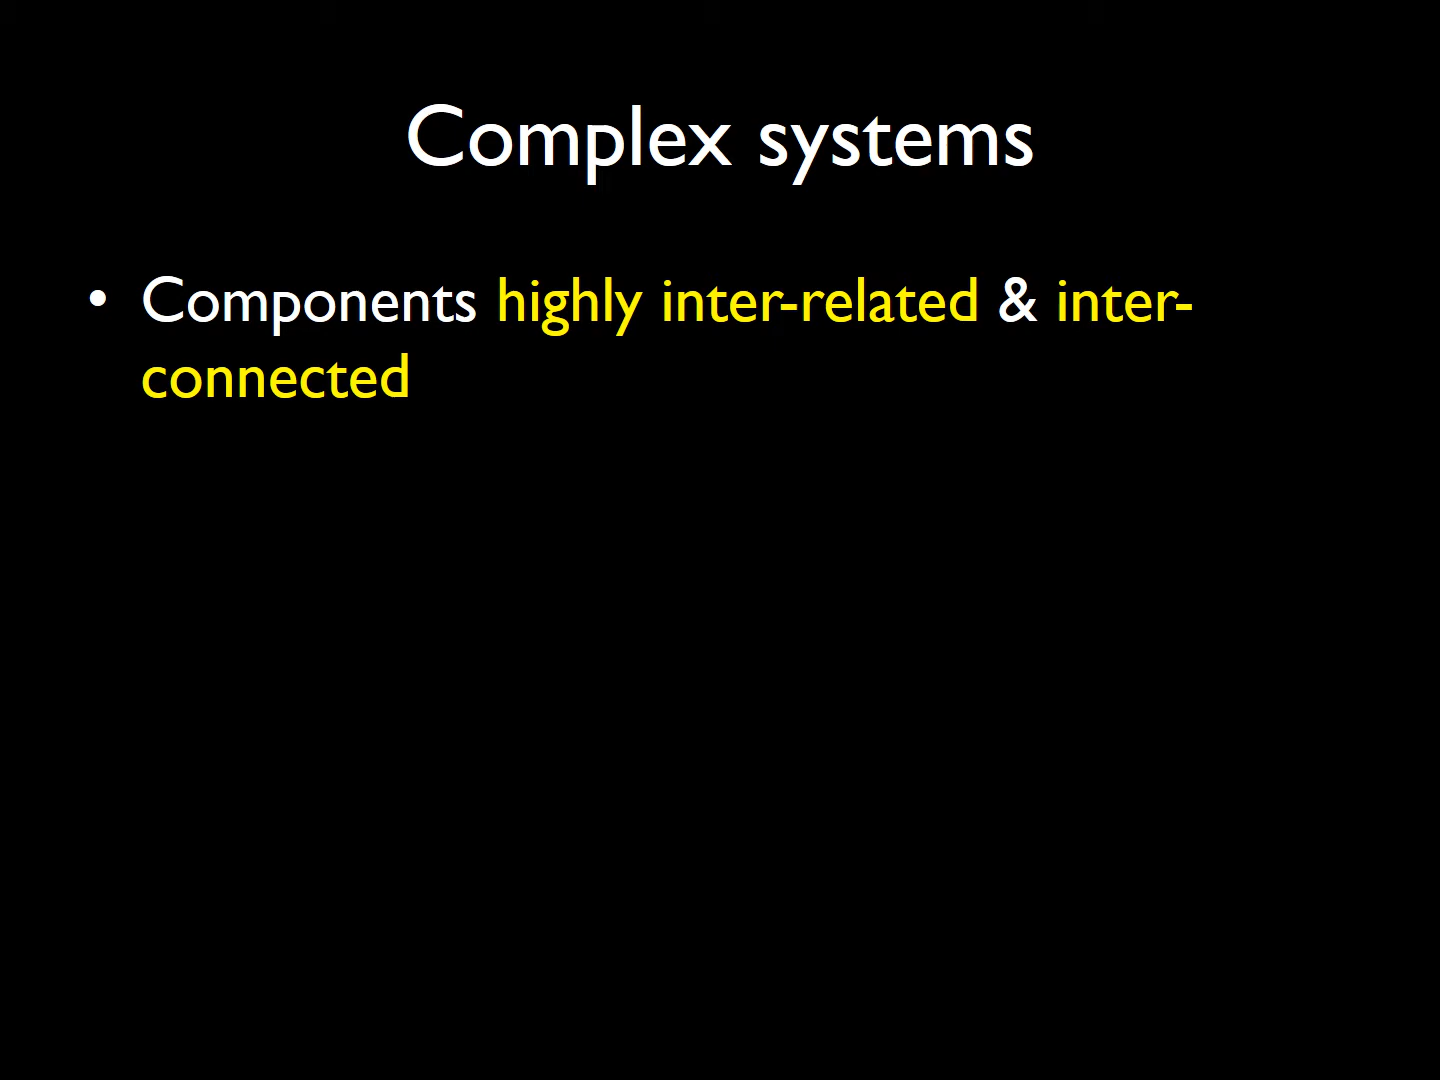 Complex systems
• Components highly inter-related & inter-
connected